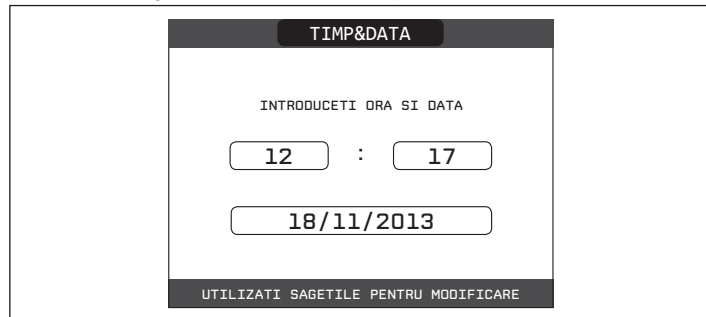 TIMP&DATA
INTRODUCETI ORA SI DATA
12 : 17
18/11/2013
UTILIZATI SAGETILE PENTRU MODIFICARE